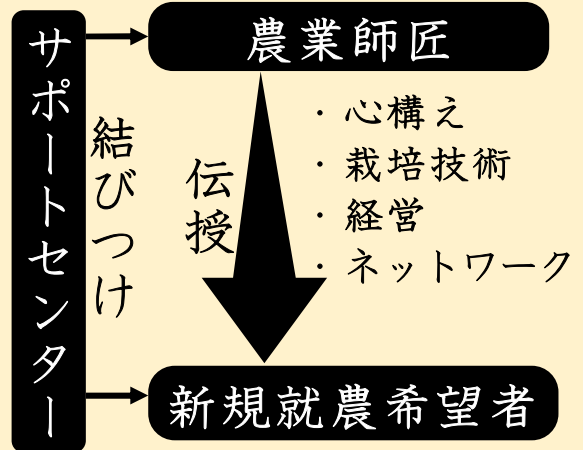 サポートセンター
結びつけ
農業師匠
伝授
・心構え
・栽培技術
・経営
・ネットワーク
新規就農希望者